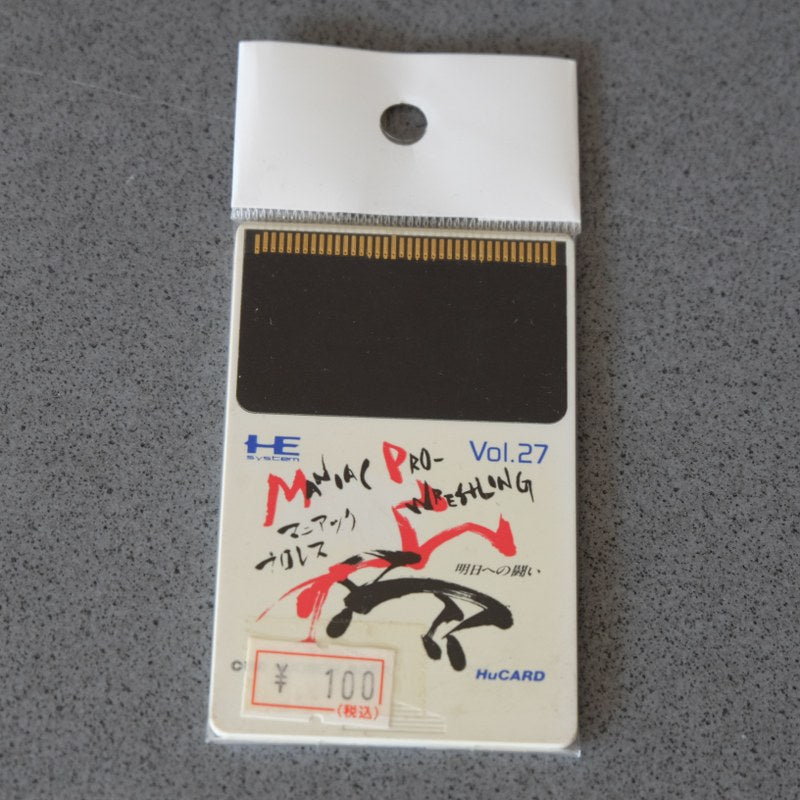 HE
system
Vol.27
MANIAC PRO-
WRESTLING
マニアック
プロレス
明日への闘い
¥ 100
(税込)
HuCARD